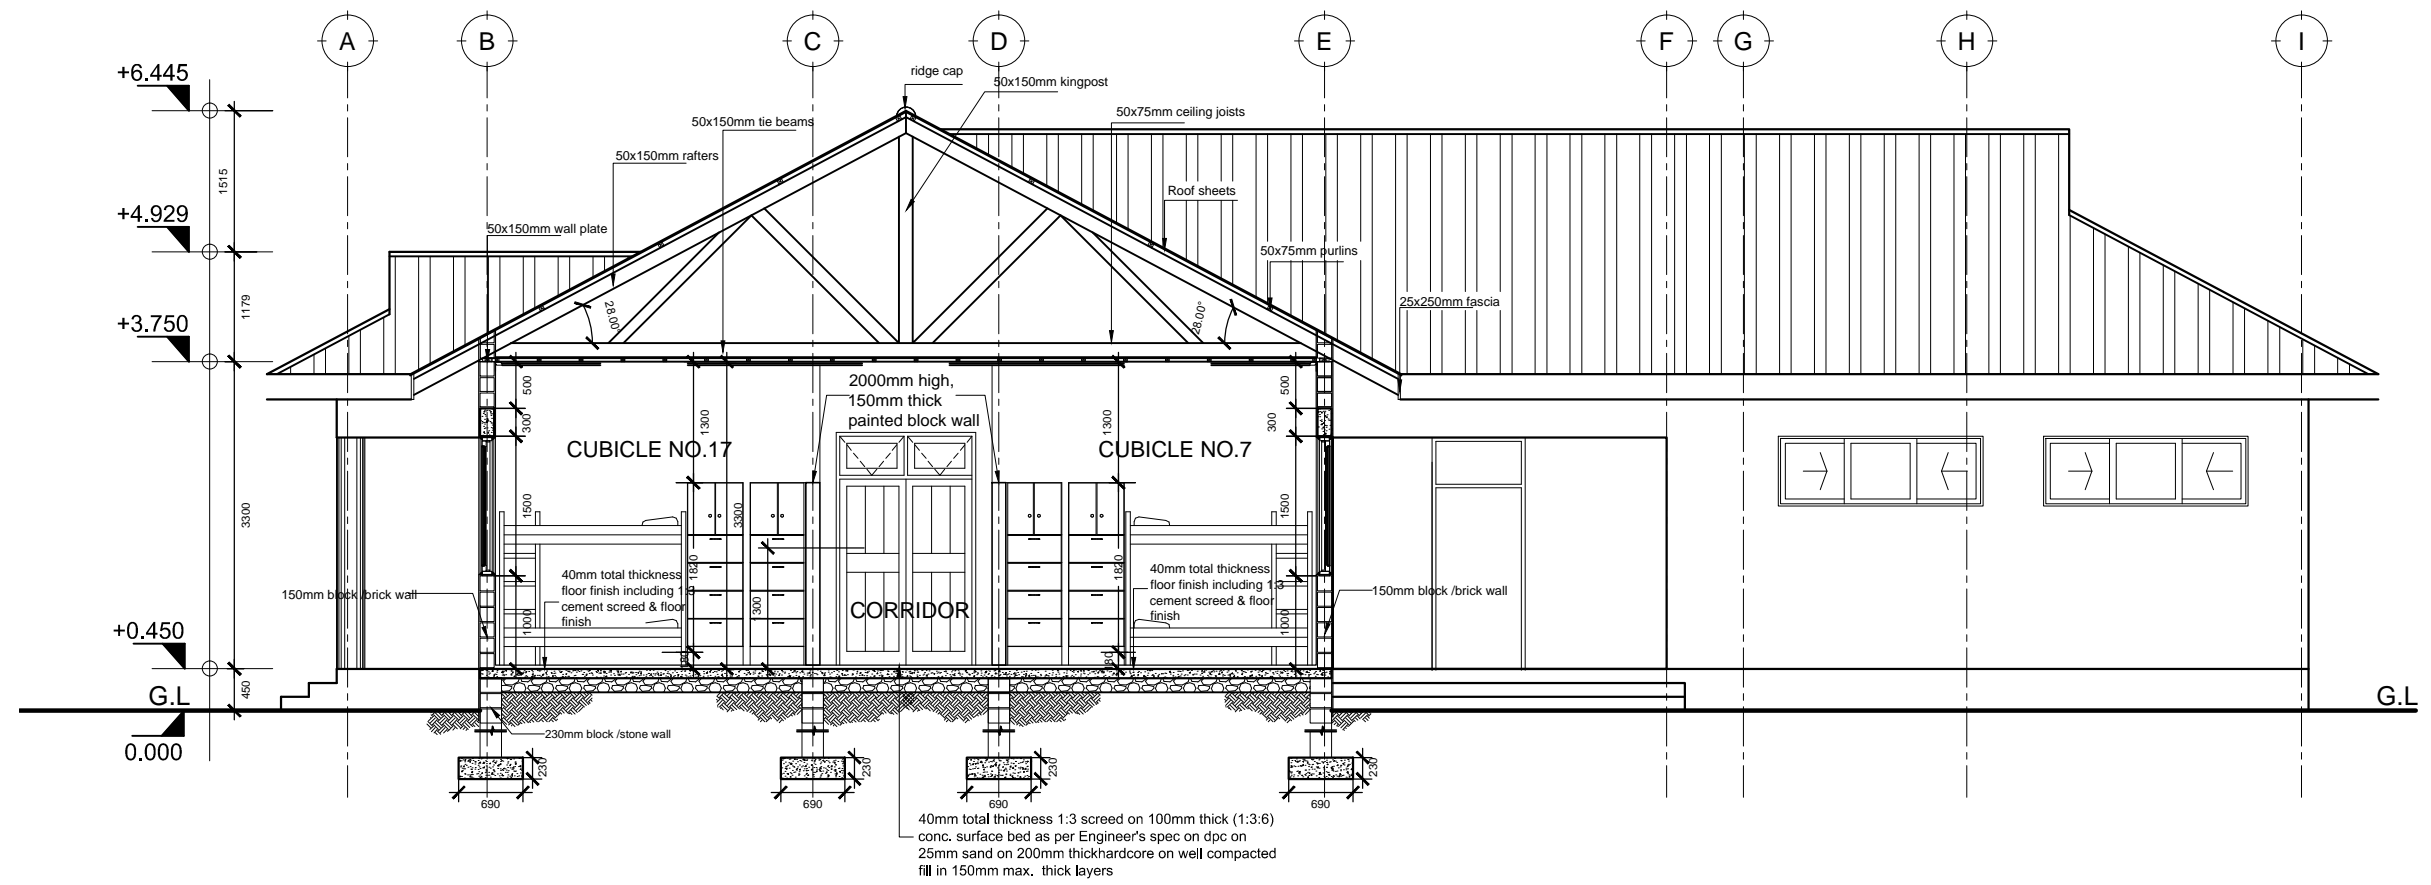 A
B
C
D
E
F
G
H
I
+6.445
+4.929
+3.750
+0.450
G.L
0.000
1515
1179
3300
450
ridge cap
50x150mm kingpost
50x150mm tie beams
50x75mm ceiling joists
50x150mm rafters
Roof sheets
50x150mm wall plate
50x75mm purlins
25x250mm fascia
28.00°
28.00°
500
300
1500
1000
1300
1820
180
3300
1300
2000mm high,
150mm thick
painted block wall
CUBICLE NO.17
CUBICLE NO.7
CORRIDOR
1300
1820
180
500
300
1500
1000
40mm total thickness
floor finish including 1:3
cement screed & floor
finish
40mm total thickness
floor finish including 1:3
cement screed & floor
finish
150mm block /brick wall
150mm block /brick wall
G.L
230mm block /stone wall
230
230
230
230
690
690
690
690
40mm total thickness 1:3 screed on 100mm thick (1:3:6)
conc. surface bed as per Engineer's spec on dpc on
25mm sand on 200mm thickhardcore on well compacted
fill in 150mm max. thick layers